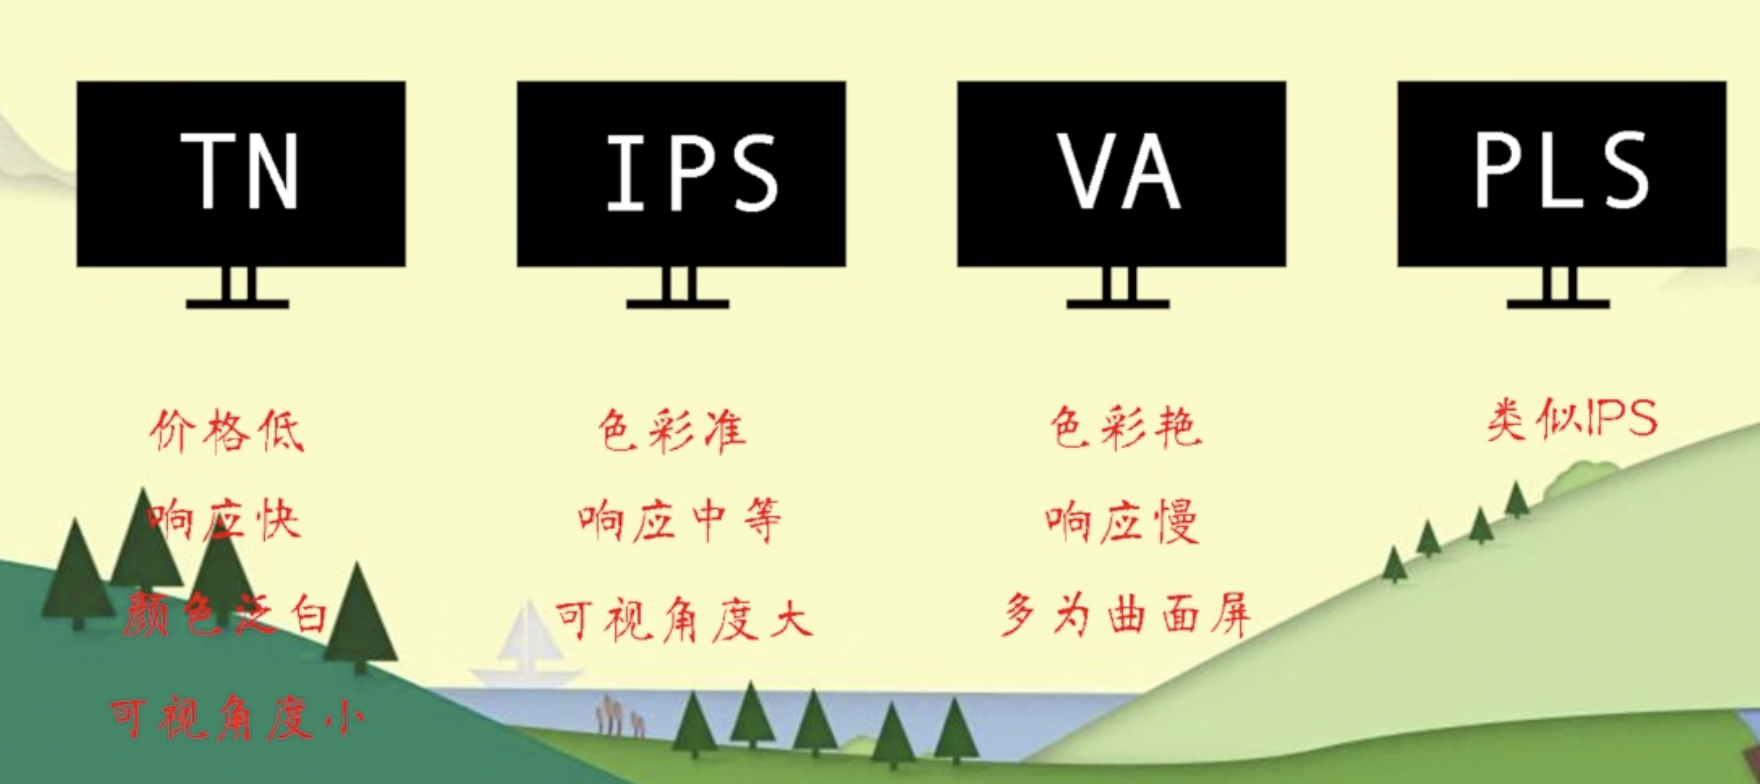 TN
IPS
VA
PLS
价格低
响应快
颜色泛白
可视角度小
色彩准
响应中等
可视角度大
色彩艳
响应慢
多为曲面屏
类似IPS